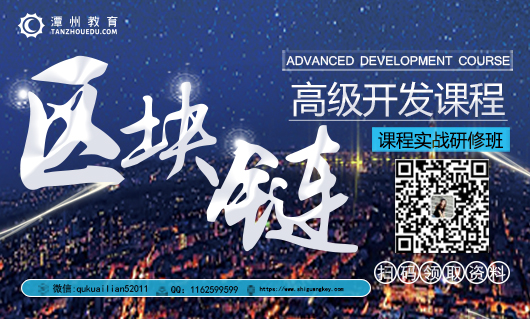 潭州教育
TANZHOUEDU.COM
ADVANCED DEVELOPMENT COURSE
区块链
高级开发课程
课程实战研修班
扫码领取资料
微信:qukuailian52011 QQ: 1162599599 https://www.shiguangkey.com/